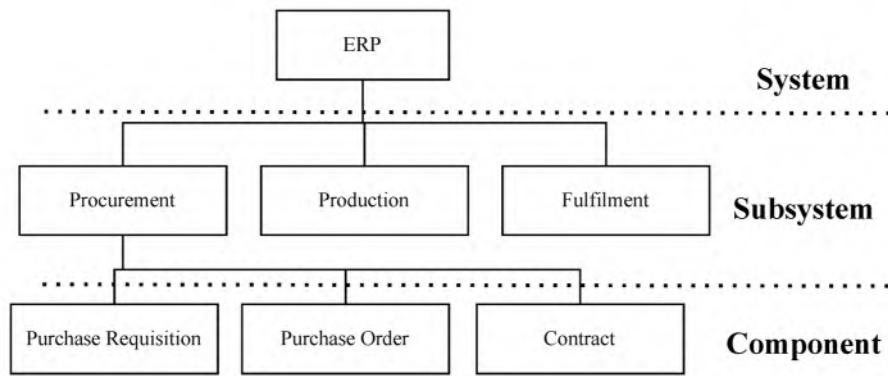 ERP
System
Procurement
Production
Fulfilment
Subsystem
Purchase Requisition
Purchase Order
Contract
Component